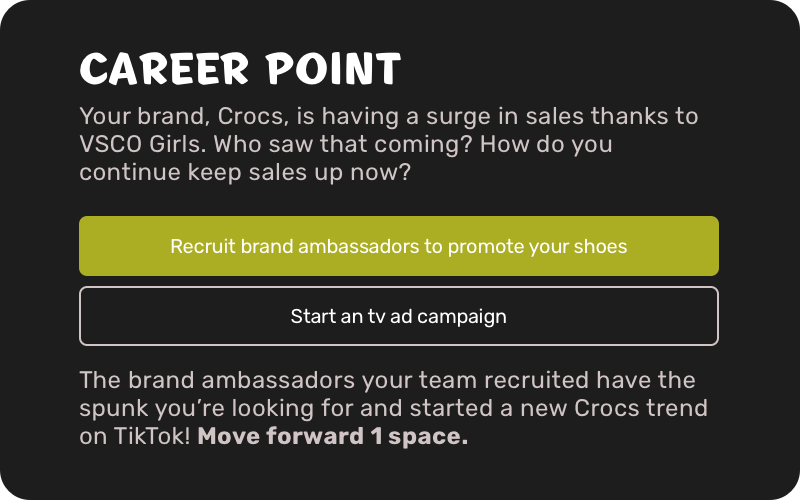 CAREER POINT
Your brand, Crocs, is having a surge in sales thanks to
VSCO Girls. Who saw that coming? How do you
continue keep sales up now?
Recruit brand ambassadors to promote your shoes
Start an tv ad campaign
The brand ambassadors your team recruited have the
spunk you’re looking for and started a new Crocs trend
on TikTok! Move forward 1 space.